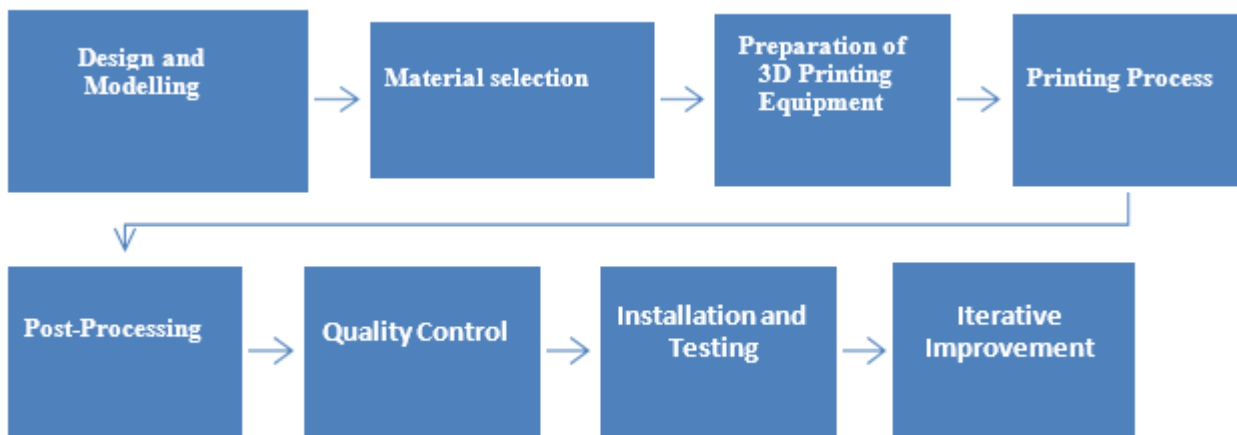 Design and
Modelling
Material selection
Preparation of
3D Printing
Equipment
Printing Process
Post-Processing
Quality Control
Installation and
Testing
Iterative
Improvement